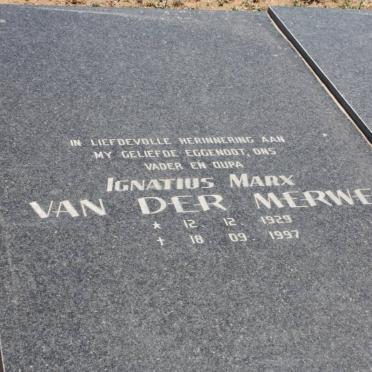 IN LIEFDEVOLLE HERINNERING AAN
MY GELIEFDE EGGENOOT, ONS
VADER EN OUPA
IGNATIUS MARX
VAN DER MERWE
* 12 12 1929
† 18 09. 1997